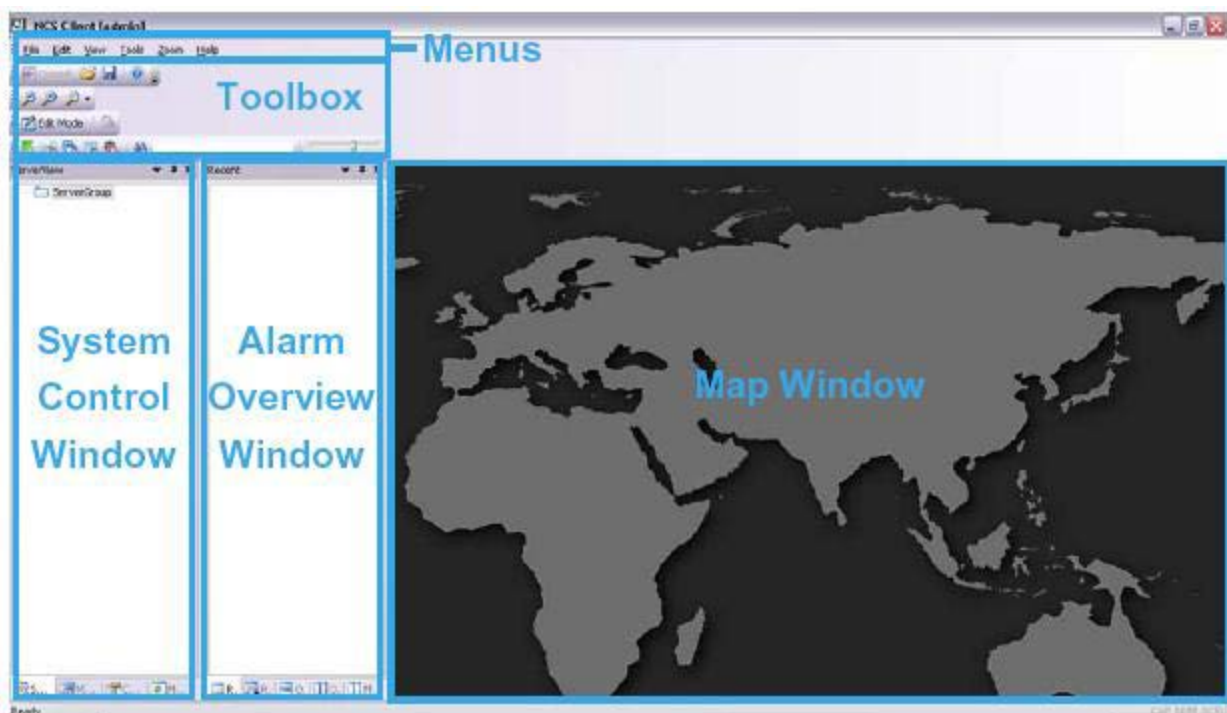 NCS Client [admin]
File Edit View Tools Zoom Help
Menus
Toolbox
Edit Mode
ServerView
Recent
ServerGroup
System
Control
Window
Alarm
Overview
Window
Map Window
S...
M...
C...
H...
Ready